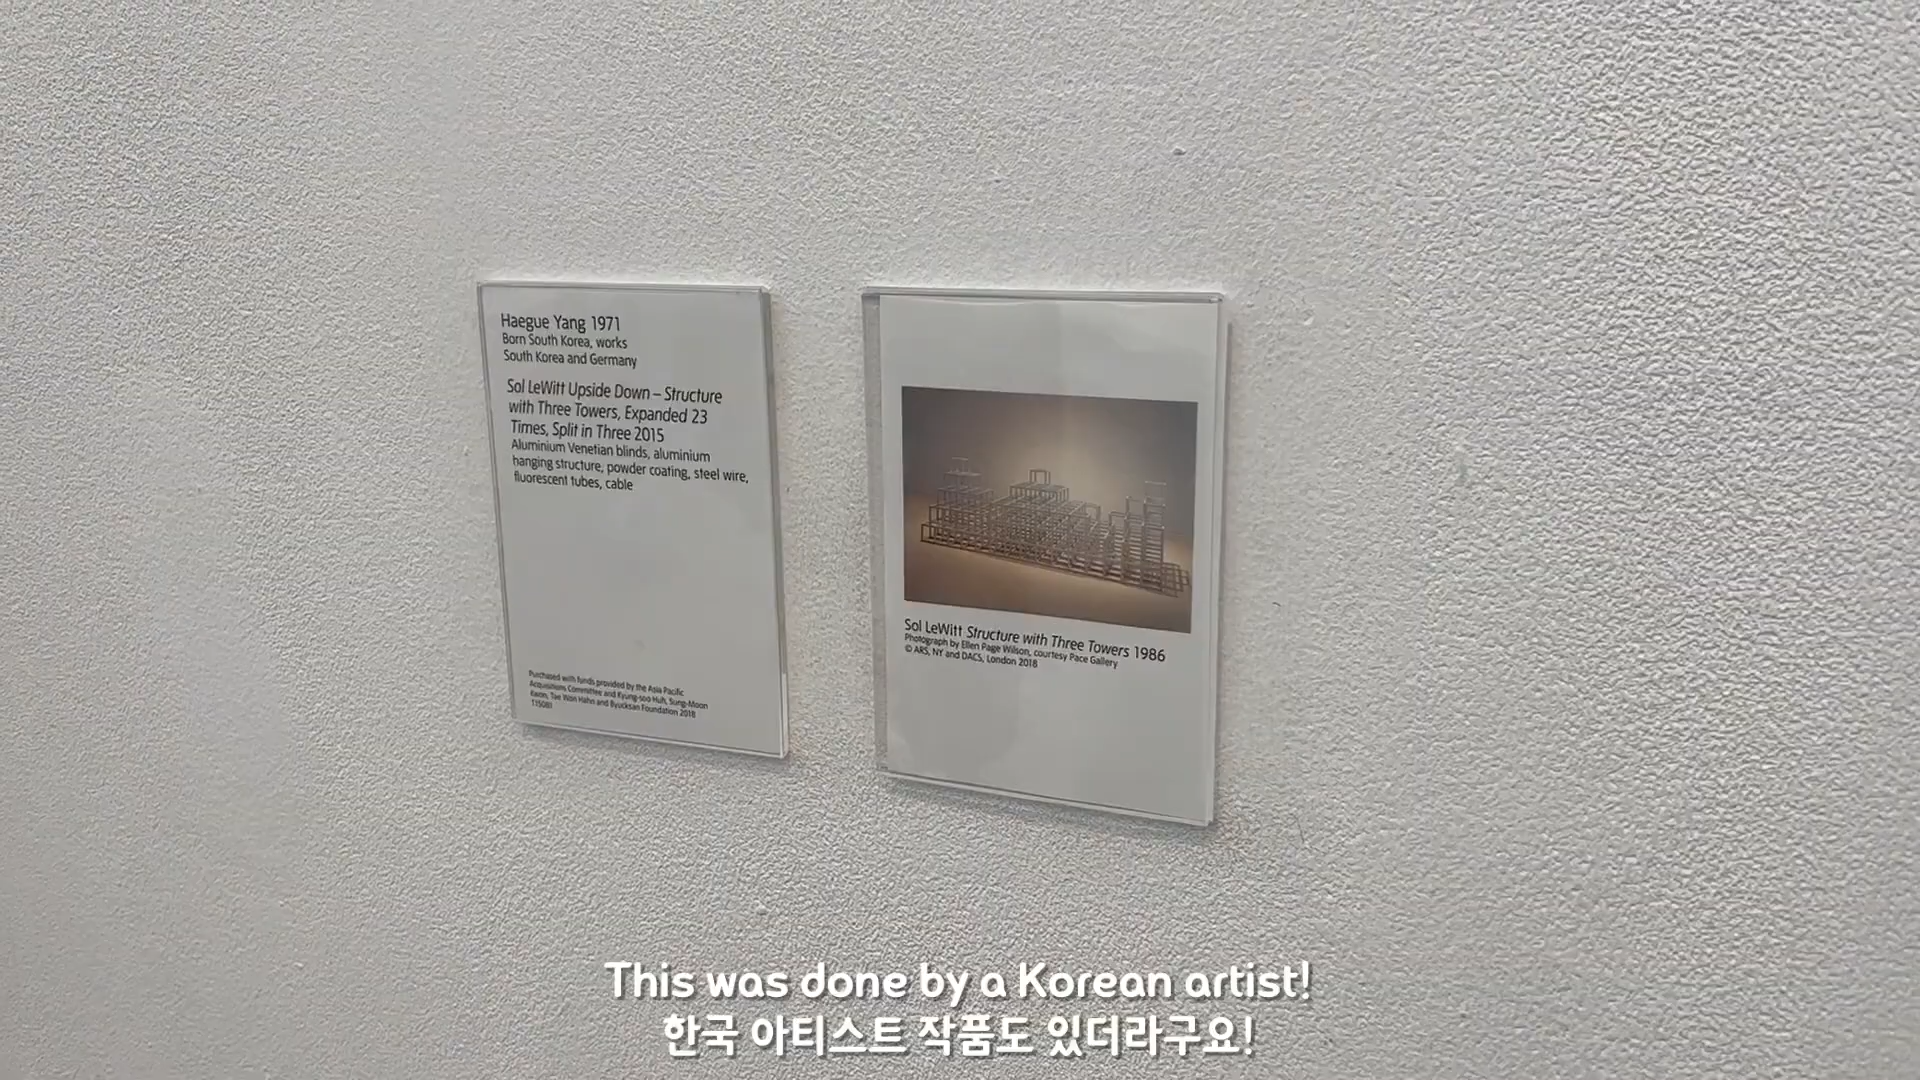 Haegue Yang 1971
Born South Korea, works
South Korea and Germany
Sol LeWitt Upside Down – Structure
with Three Towers, Expanded 23
Times, Split in Three 2015
Aluminium Venetian blinds, aluminium
hanging structure, powder coating, steel wire,
fluorescent tubes, cable
Purchased with funds provided by the Asia Pacific
Acquisitions Committee and Kyung-soo Huh, Sung-Moon
Kwon, Tae Won Hahn and Byucksan Foundation 2018
T15081
Sol LeWitt Structure with Three Towers 1986
Photograph by Ellen Page Wilson, courtesy Pace Gallery
© ARS, NY and DACS, London 2018
This was done by a Korean artist!
한국 아티스트 작품도 있더라구요!